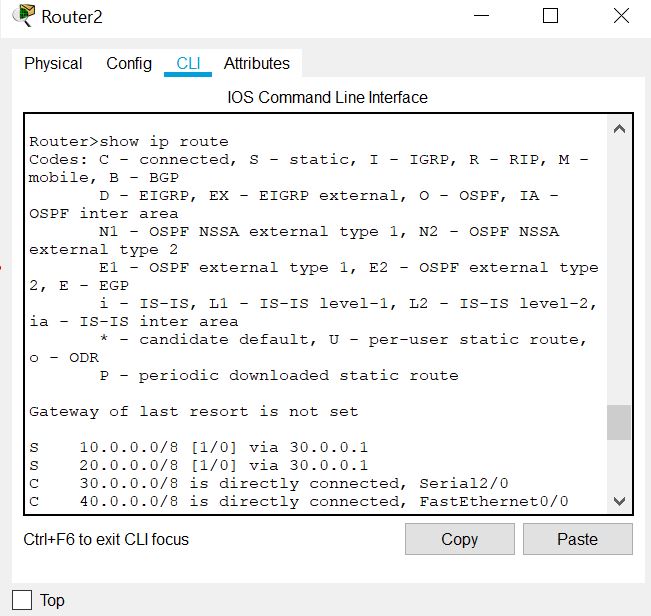 Router2
Physical Config CLI Attributes
IOS Command Line Interface
Router>show ip route
Codes: C - connected, S - static, I - IGRP, R - RIP, M -
mobile, B - BGP
       D - EIGRP, EX - EIGRP external, O - OSPF, IA -
OSPF inter area
       N1 - OSPF NSSA external type 1, N2 - OSPF NSSA
external type 2
       E1 - OSPF external type 1, E2 - OSPF external type
2, E - EGP
       i - IS-IS, L1 - IS-IS level-1, L2 - IS-IS level-2,
ia - IS-IS inter area
       * - candidate default, U - per-user static route,
o - ODR
       P - periodic downloaded static route
Gateway of last resort is not set
S    10.0.0.0/8 [1/0] via 30.0.0.1
S    20.0.0.0/8 [1/0] via 30.0.0.1
C    30.0.0.0/8 is directly connected, Serial2/0
C    40.0.0.0/8 is directly connected, FastEthernet0/0
Ctrl+F6 to exit CLI focus Copy Paste
Top